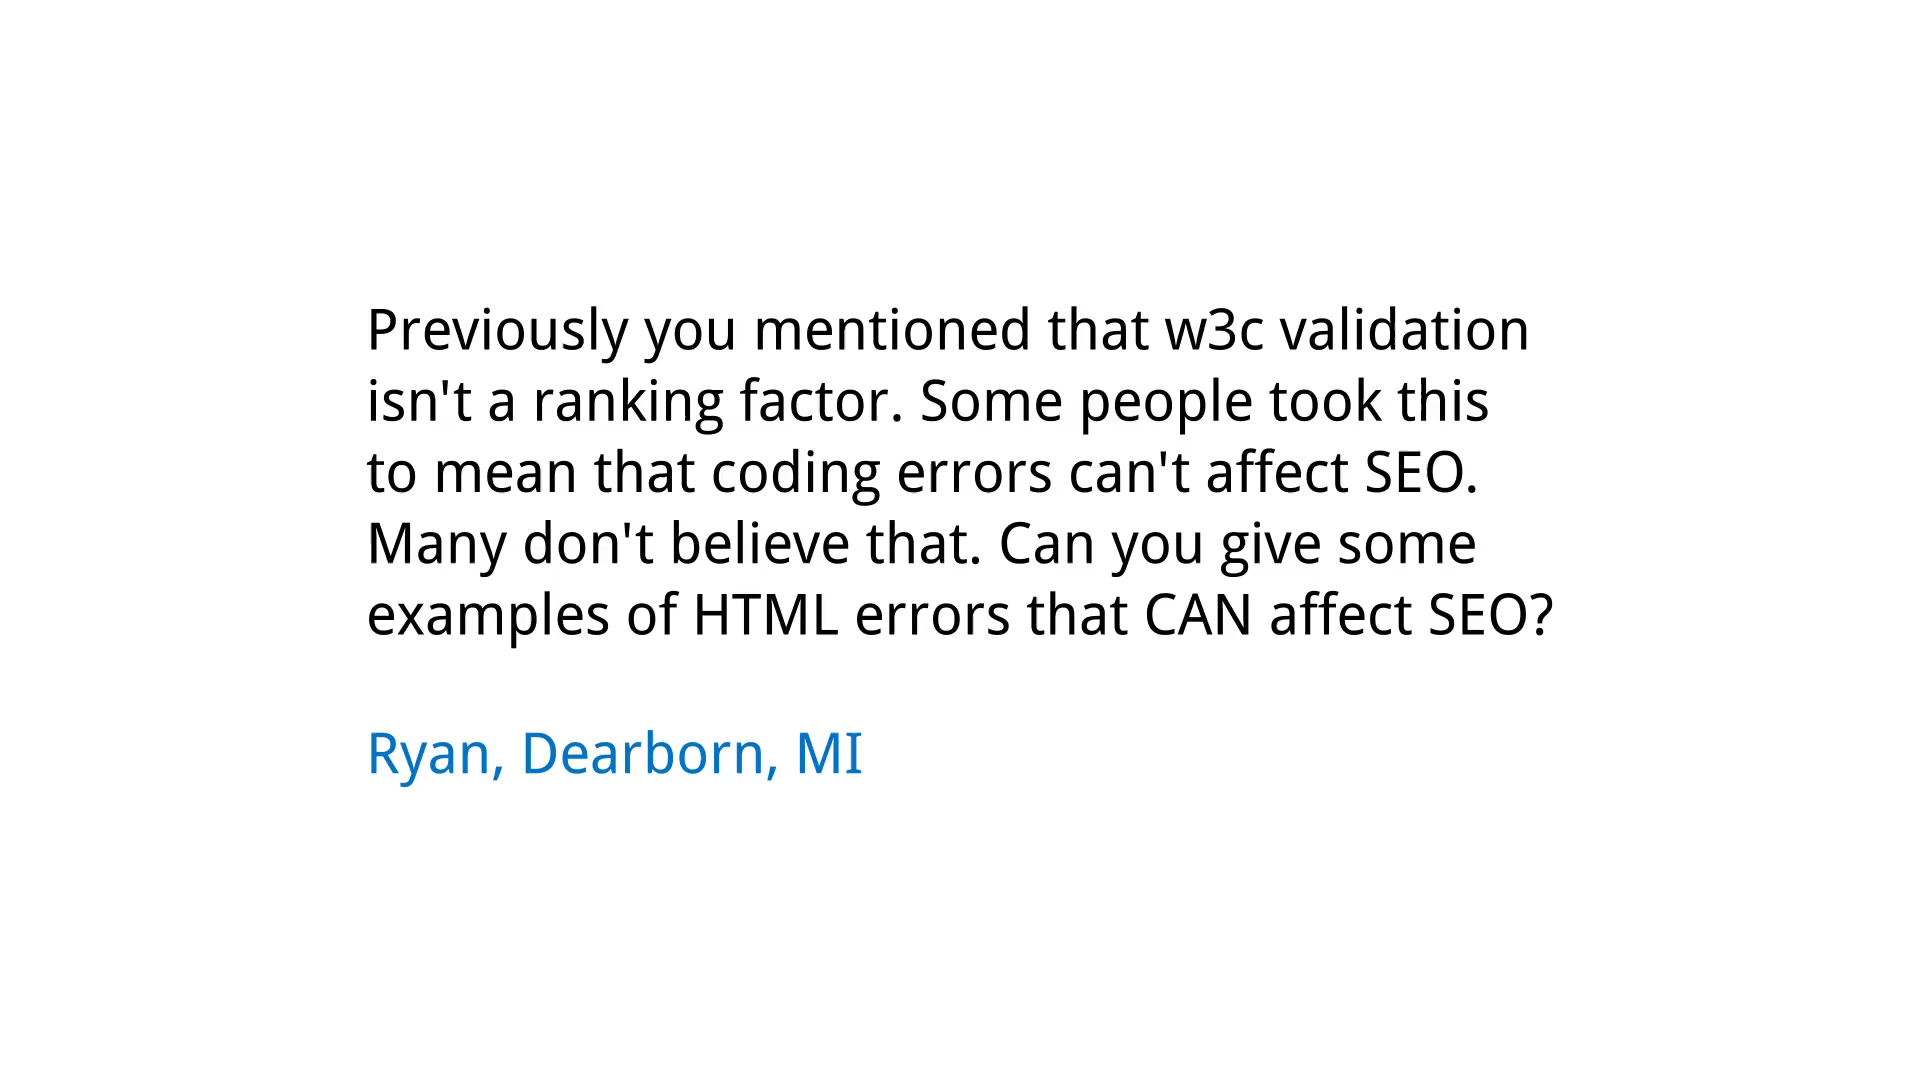 Previously you mentioned that w3c validation
isn't a ranking factor. Some people took this
to mean that coding errors can't affect SEO.
Many don't believe that. Can you give some
examples of HTML errors that CAN affect SEO?
Ryan, Dearborn, MI